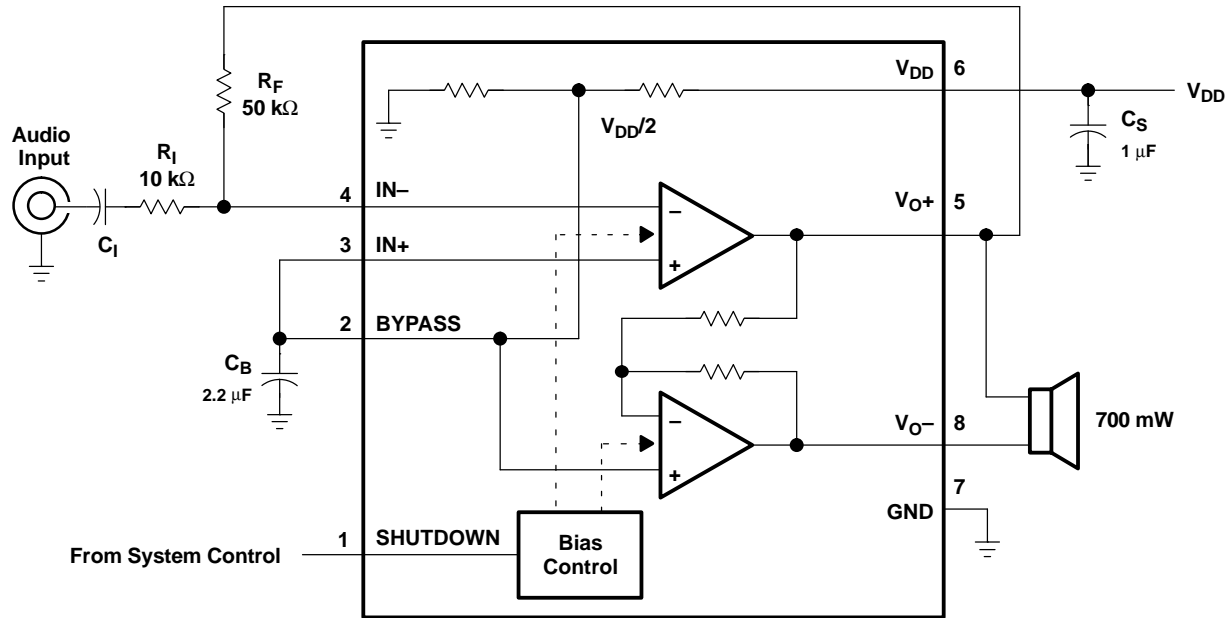 V_DD 6
R_F
50 kΩ
V_DD
V_DD/2
C_S
1 µF
Audio
Input
R_I
10 kΩ
C_I
4 IN–
–
V_O+ 5
3 IN+
+
2 BYPASS
C_B
2.2 µF
–
V_O– 8
700 mW
+
7
GND
1 SHUTDOWN
From System Control
Bias
Control